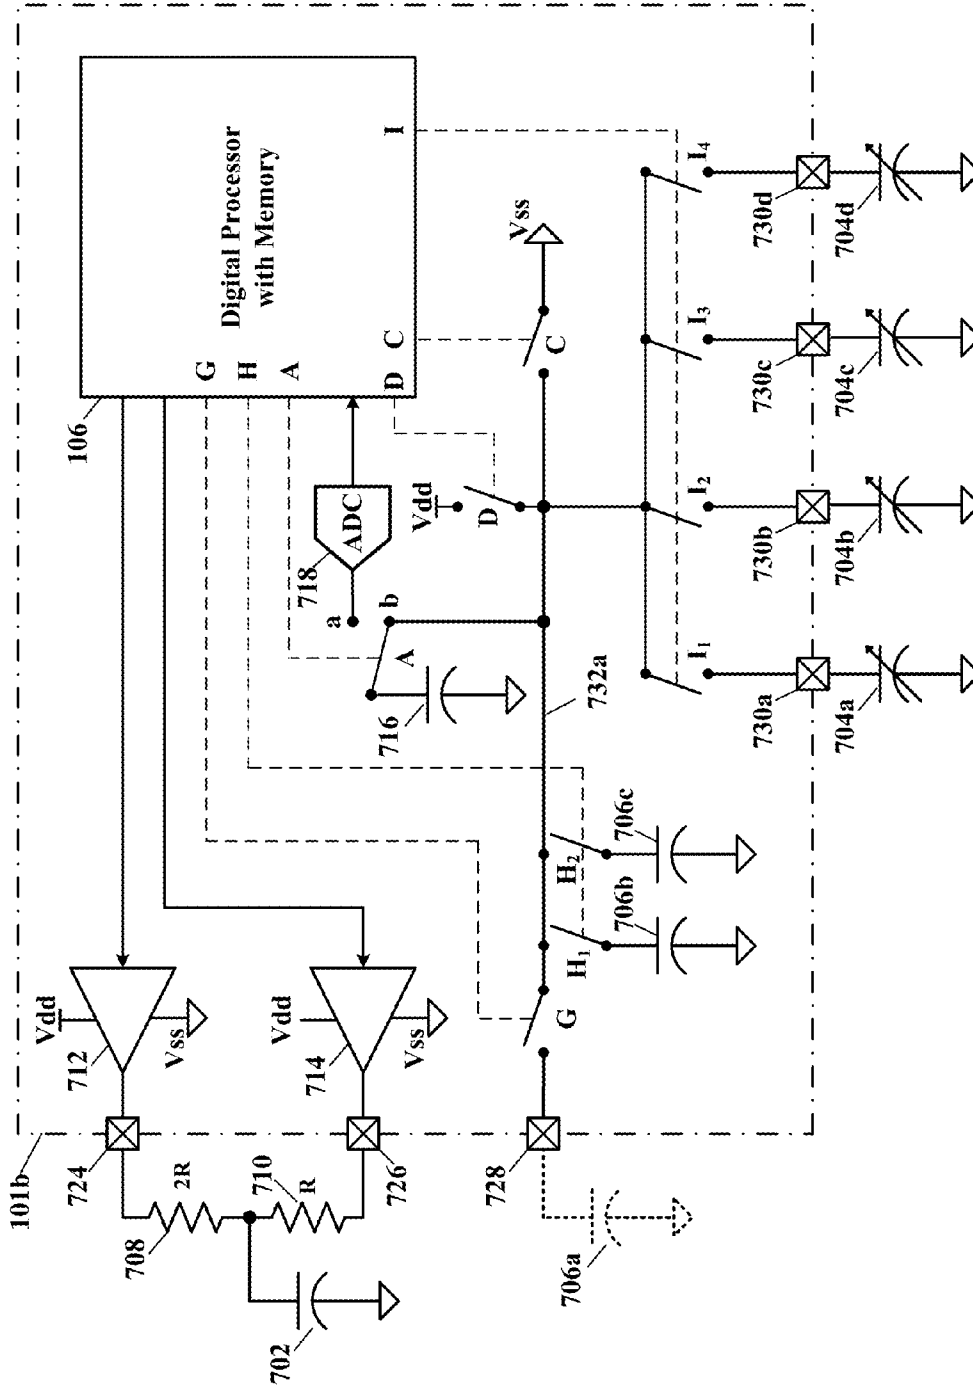 101b
724
708
2R
710
R
702
726
728
706a
Vdd
712
Vss
Vdd
714
Vss
G
H₁
H₂
706b
706c
732a
106
Digital Processor
with Memory
G
H
A
D
C
I
ADC
718
a
b
A
716
Vdd
D
C
Vss
I₁
I₂
I₃
I₄
730a
730b
730c
730d
704a
704b
704c
704d